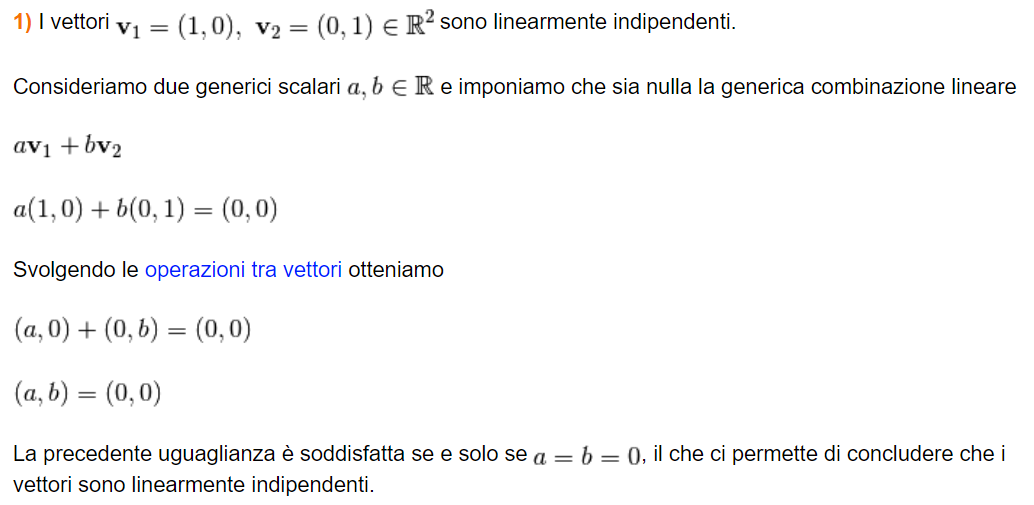 1) I vettori v₁ = (1, 0), v₂ = (0, 1) ∈ ℝ² sono linearmente indipendenti.
Consideriamo due generici scalari a, b ∈ ℝ e imponiamo che sia nulla la generica combinazione lineare
av₁ + bv₂
a(1, 0) + b(0, 1) = (0, 0)
Svolgendo le operazioni tra vettori otteniamo
(a, 0) + (0, b) = (0, 0)
(a, b) = (0, 0)
La precedente uguaglianza è soddisfatta se e solo se a = b = 0, il che ci permette di concludere che i
vettori sono linearmente indipendenti.